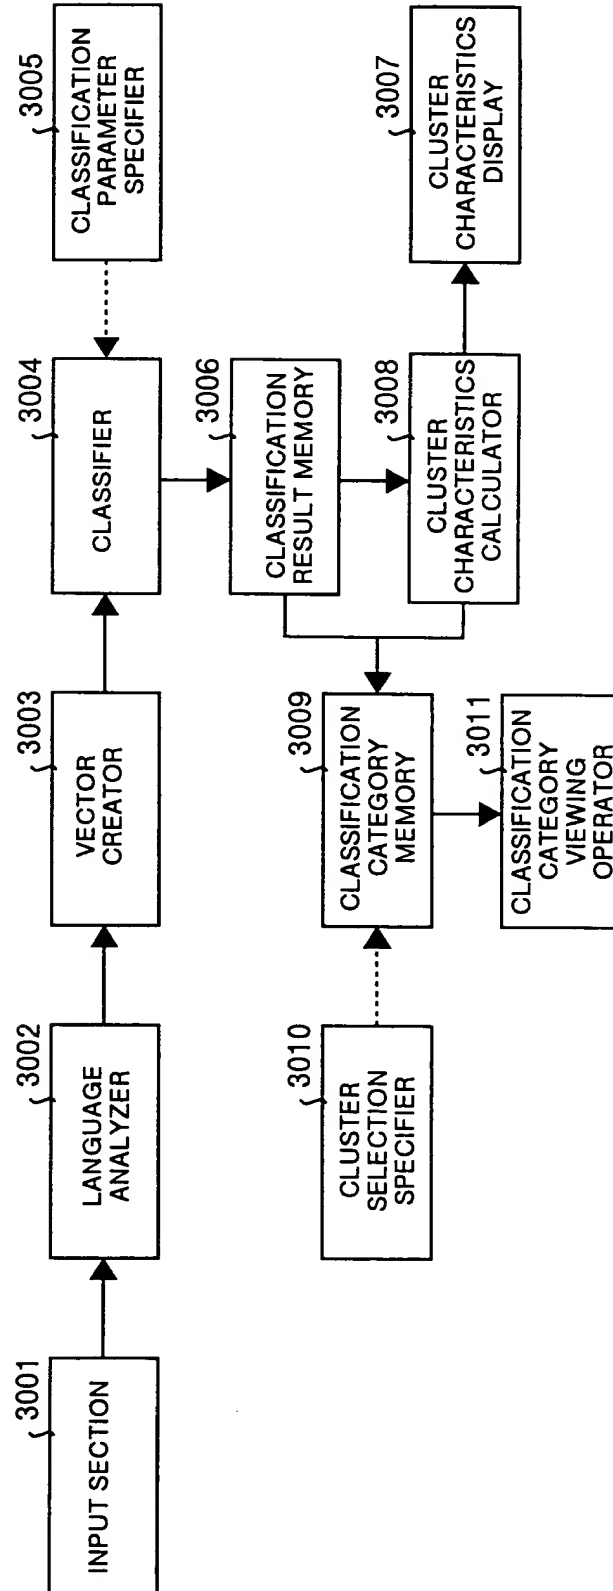 3001
INPUT SECTION
3002
LANGUAGE
ANALYZER
3003
VECTOR
CREATOR
3004
CLASSIFIER
3005
CLASSIFICATION
PARAMETER
SPECIFIER
3006
CLASSIFICATION
RESULT MEMORY
3010
CLUSTER
SELECTION
SPECIFIER
3009
CLASSIFICATION
CATEGORY
MEMORY
3008
CLUSTER
CHARACTERISTICS
CALCULATOR
3007
CLUSTER
CHARACTERISTICS
DISPLAY
3011
CLASSIFICATION
CATEGORY
VIEWING
OPERATOR